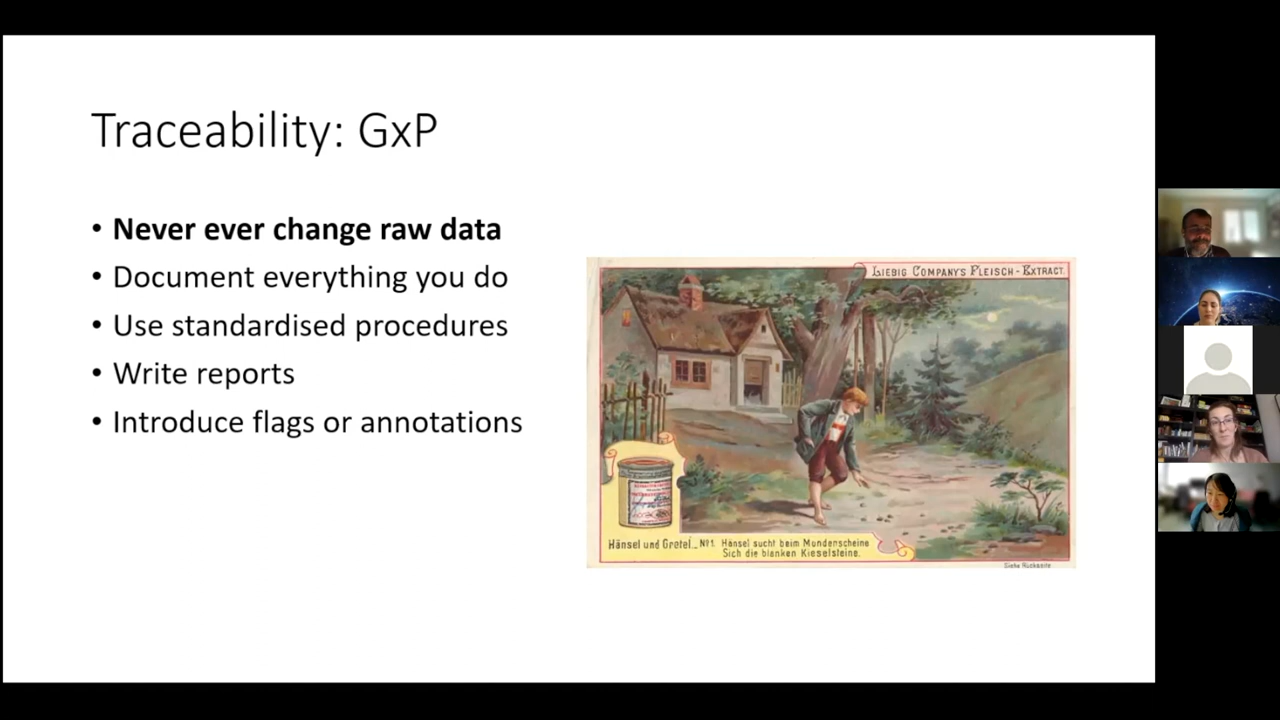 Traceability: GxP
• Never ever change raw data
• Document everything you do
• Use standardised procedures
• Write reports
• Introduce flags or annotations
LIEBIG COMPANY'S FLEISCH-EXTRACT.
Hänsel und Gretel._ Nº1. Hänsel sucht beim Mondenscheine
Sich die blanken Kieselsteine.
Siehe Rückseite